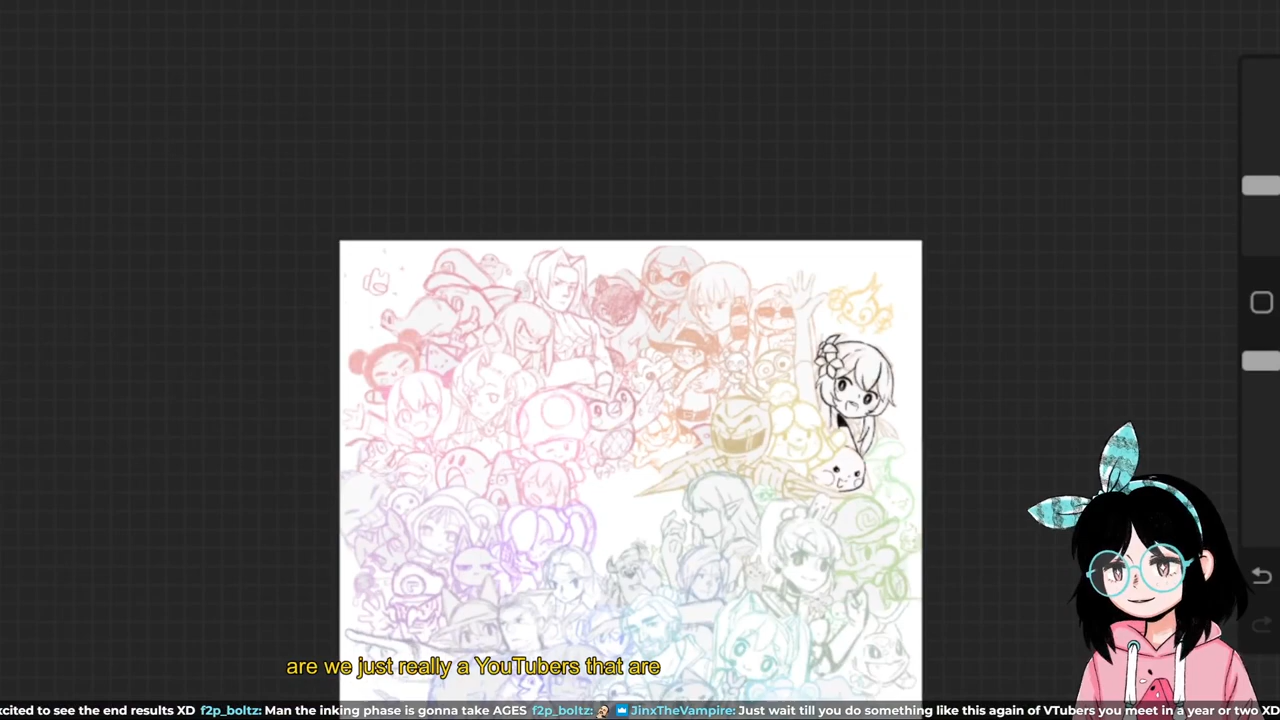 are we just really a YouTubers that are
xcited to see the end results XD f2p_boltz: Man the inking phase is gonna take AGES f2p_boltz: JinxTheVampire: Just wait till you do something like this again of VTubers you meet in a year or two XD